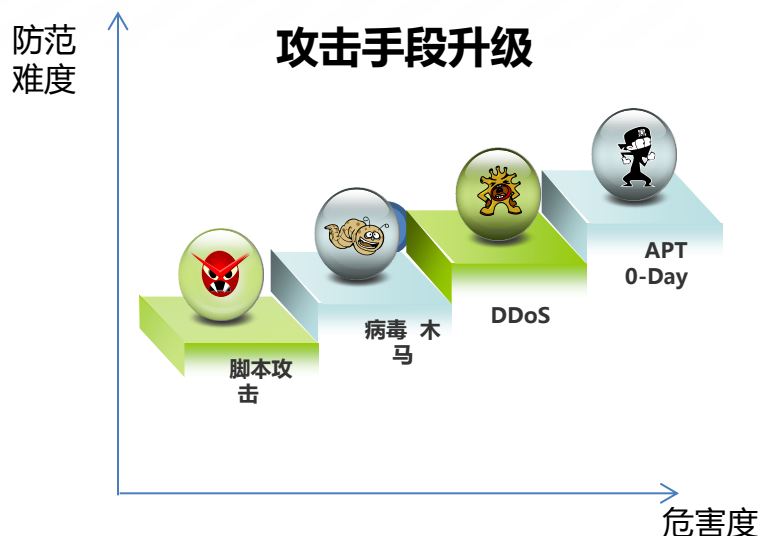 防范
难度
攻击手段升级
黑
APT
0-Day
DDoS
病毒 木
马
脚本攻
击
危害度